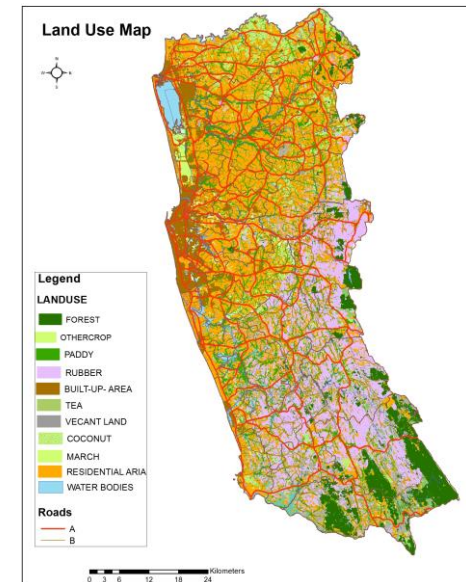 Land Use Map
N
W
E
S
Legend
LANDUSE
FOREST
OTHERCROP
PADDY
RUBBER
BUILT-UP- AREA
TEA
VECANT LAND
COCONUT
MARCH
RESIDENTIAL ARIA
WATER BODIES
Roads
A
B
Kilometers
0 3 6 12 18 24